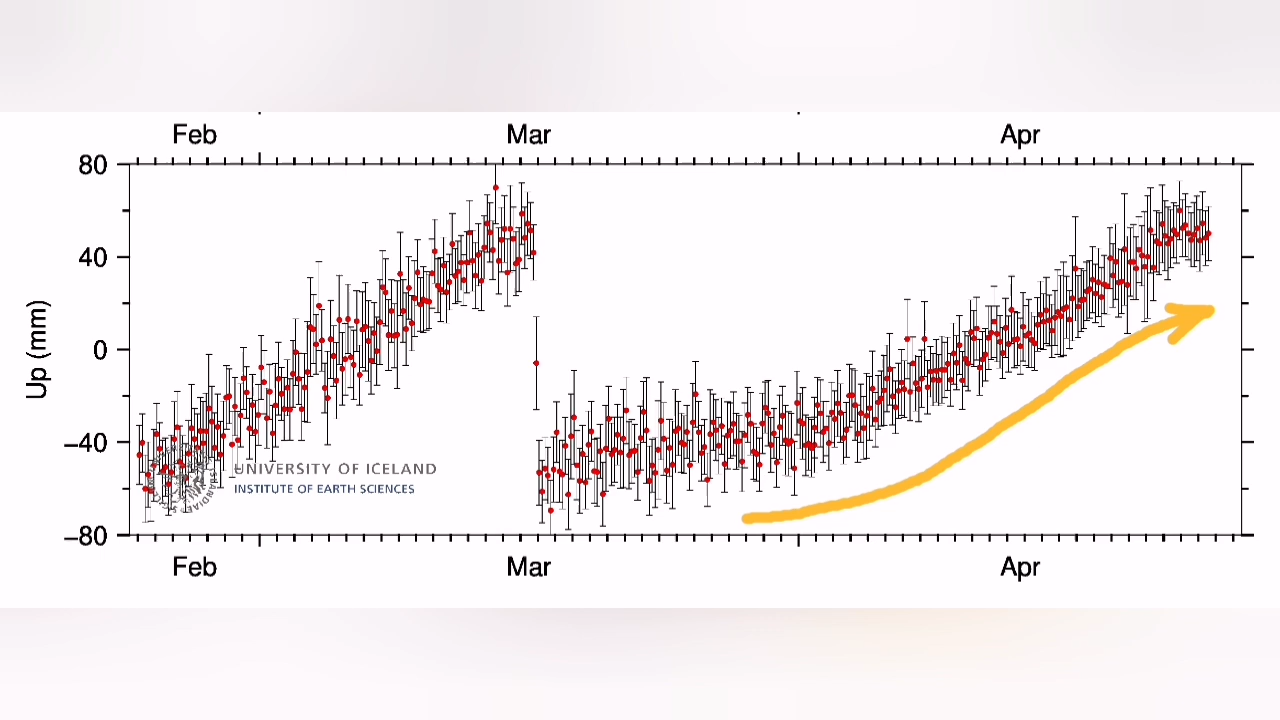 Feb Mar Apr
80
40
0
−40
−80
Up (mm)
UNIVERSITY OF ICELAND
INSTITUTE OF EARTH SCIENCES
Feb Mar Apr